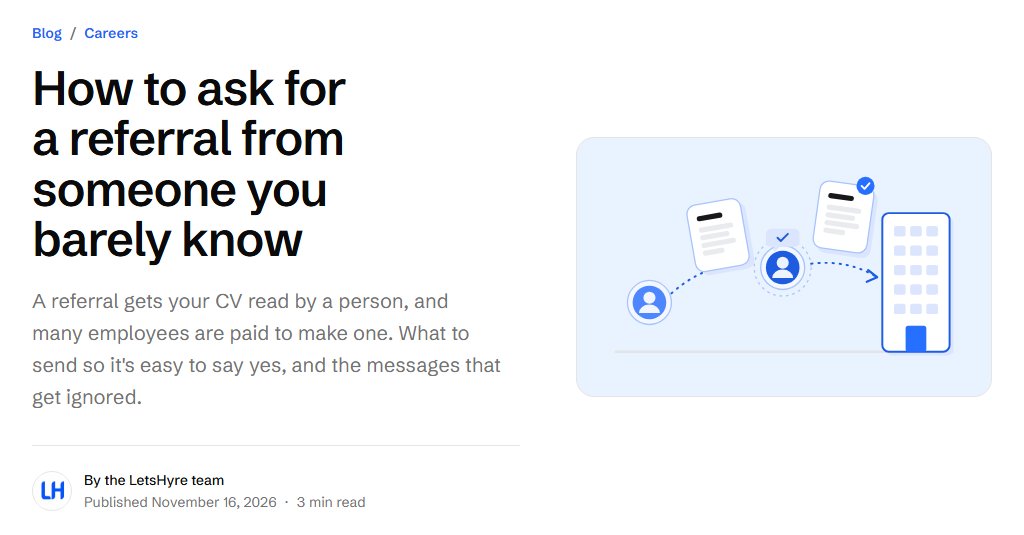 Blog / Careers
How to ask for
a referral from
someone you
barely know
A referral gets your CV read by a person, and
many employees are paid to make one. What to
send so it's easy to say yes, and the messages that
get ignored.
LH
By the LetsHyre team
Published November 16, 2026 · 3 min read